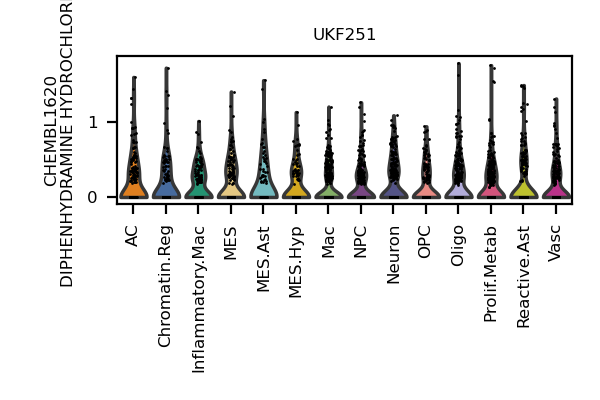 UKF251
CHEMBL1620
DIPHENHYDRAMINE HYDROCHLOR
1
0
AC
Chromatin.Reg
Inflammatory.Mac
MES
MES.Ast
MES.Hyp
Mac
NPC
Neuron
OPC
Oligo
Prolif.Metab
Reactive.Ast
Vasc